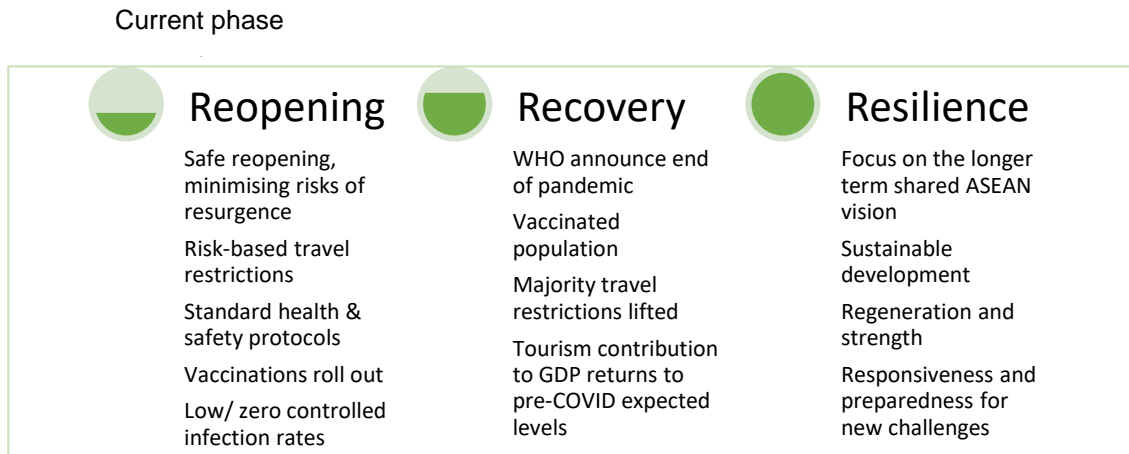 Current phase
Reopening
Safe reopening,
minimising risks of
resurgence
Risk-based travel
restrictions
Standard health &
safety protocols
Vaccinations roll out
Low/ zero controlled
infection rates
Recovery
WHO announce end
of pandemic
Vaccinated
population
Majority travel
restrictions lifted
Tourism contribution
to GDP returns to
pre-COVID expected
levels
Resilience
Focus on the longer
term shared ASEAN
vision
Sustainable
development
Regeneration and
strength
Responsiveness and
preparedness for
new challenges